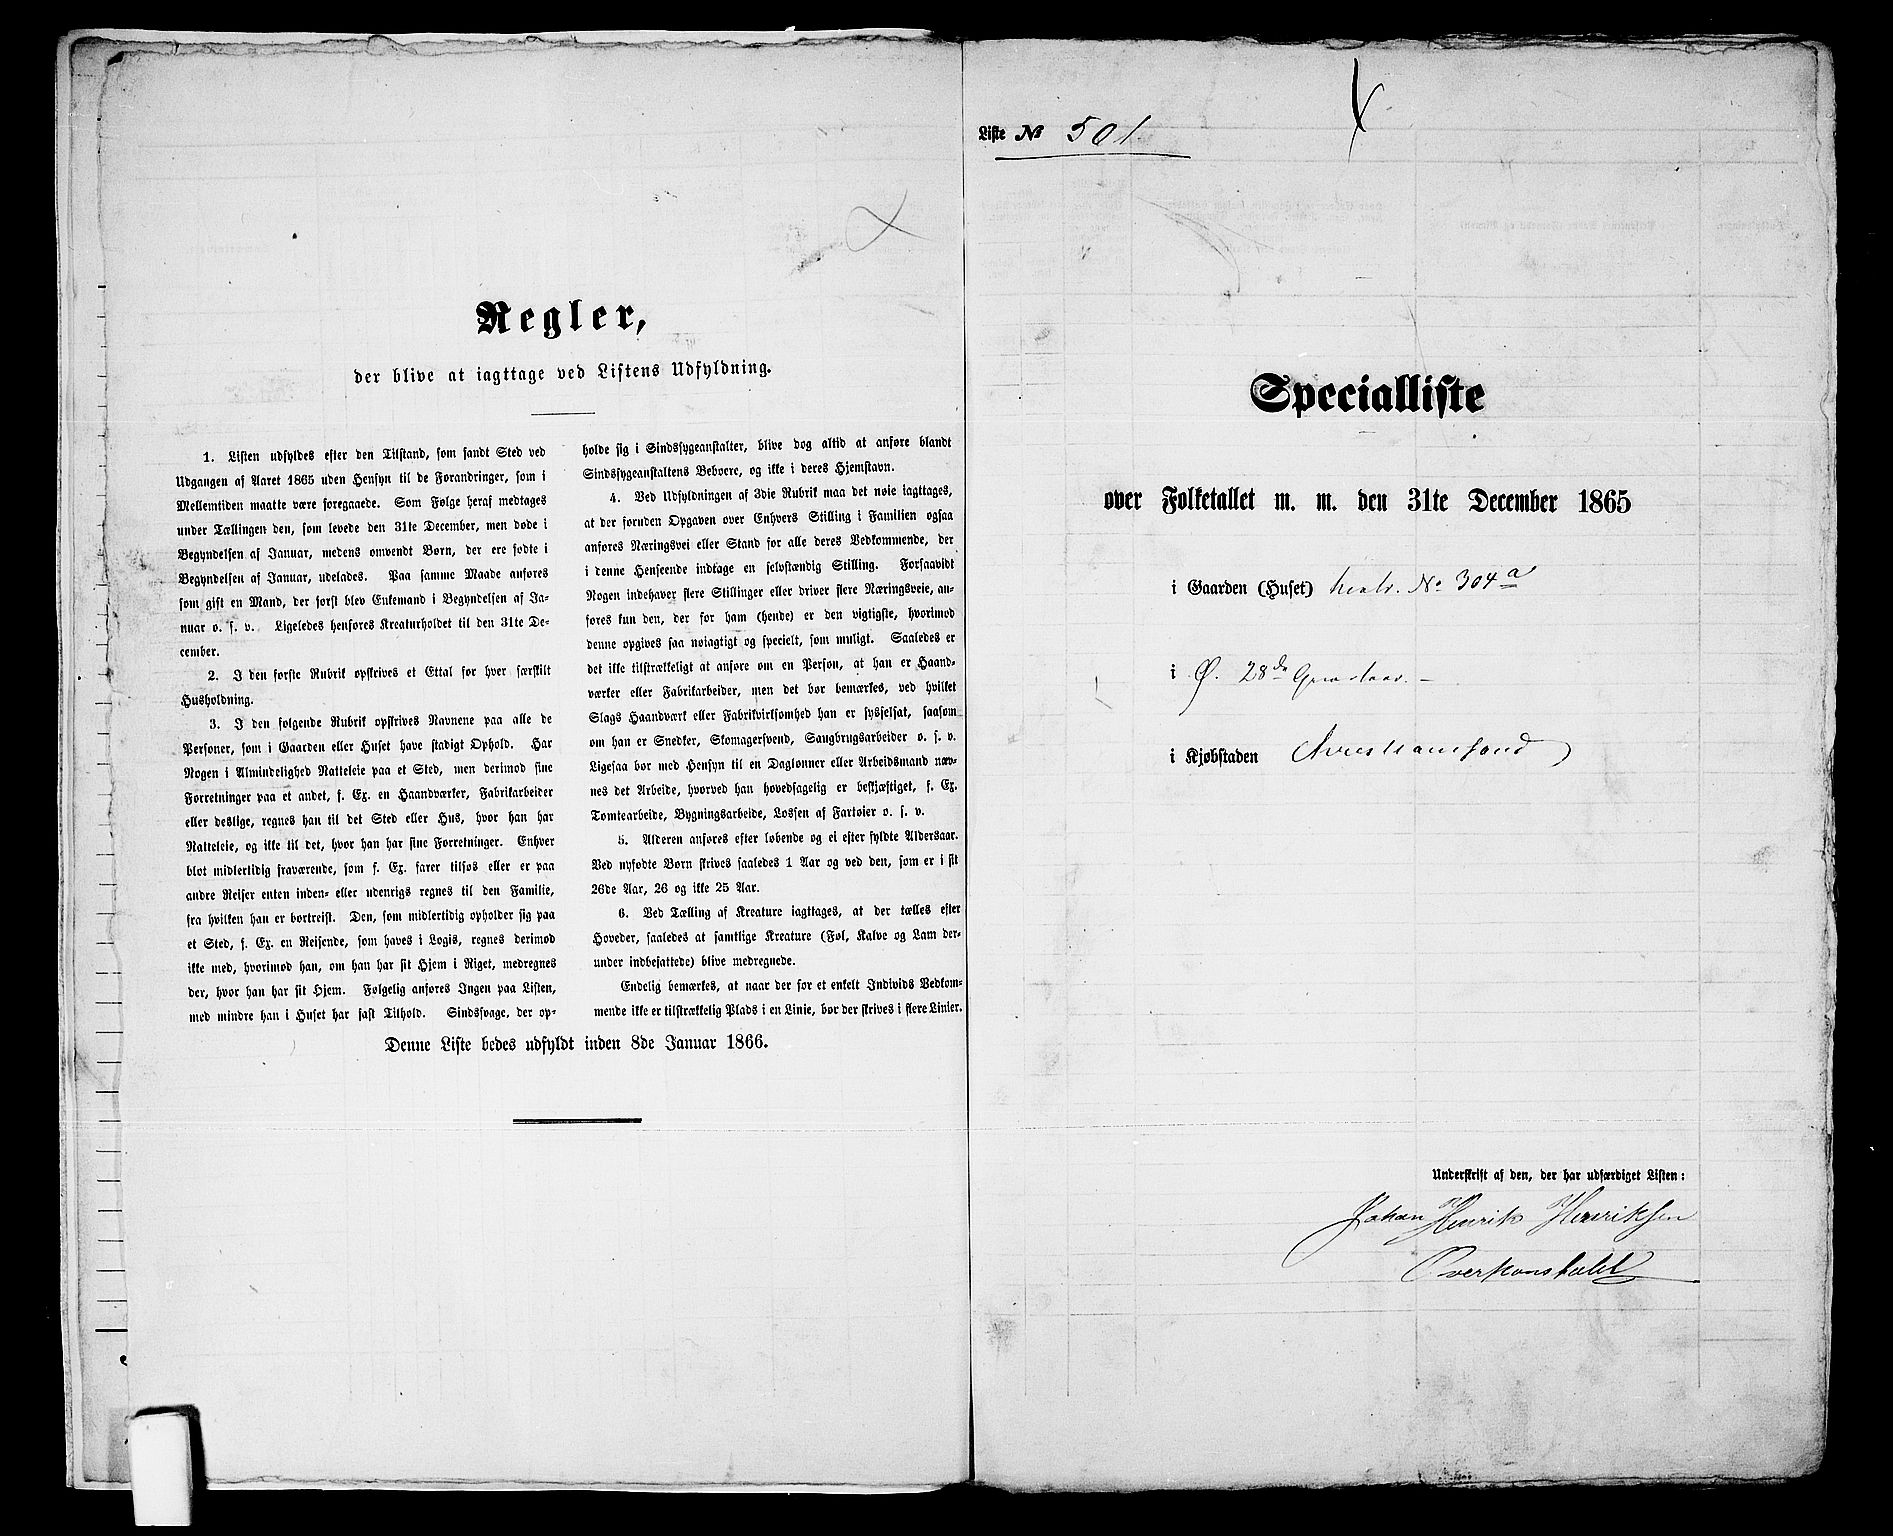 Regler,
der blive at iagttage ved Listens Udfyldning.
1. Listen udfyldes efter den Tilstand, som fandt Sted ved
Udgangen af Aaret 1865 uden Hensyn til de Forandringer, som i
Mellemtiden maatte være foregaaede. Som Følge heraf medtages
under Tællingen den, som levede den 31te December, men døde i
Begyndelsen af Januar, medens omvendt Børn, der ere fødte i
Begyndelsen af Januar, udelades. Paa samme Maade anføres
som gift en Mand, der først blev Enkemand i Begyndelsen af Ja-
nuar o. s. v. Ligeledes henføres Kreaturholdet til den 31te De-
cember.
2. I den første Rubrik opskrives et Ettal for hver særskilt
Husholdning.
3. I den følgende Rubrik opskrives Navnene paa alle de
Personer, som i Gaarden eller Huset have stadigt Ophold. Har
Nogen i Almindelighed Natteleie paa et Sted, men derimod sine
Forretninger paa et andet, f. Ex. en Haandværker, Fabrikarbeider
eller deslige, regnes han til det Sted eller Hus, hvor han har
Natteleie, og ikke til det, hvor han har sine Forretninger. Enhver
blot midlertidig fraværende, som f. Ex. farer tilsøs eller er paa
andre Reiser enten inden- eller udenrigs regnes til den Familie,
fra hvilken han er bortreist. Den, som midlertidig opholder sig paa
et Sted, f. Ex. en Reisende, som haves i Logis, regnes derimod
ikke med, hvorimod han, om han har sit Hjem i Riget, medregnes
der, hvor han har sit Hjem. Følgelig anføres Ingen paa Listen,
med mindre han i Huset har fast Tilhold. Sindssvage, der op-
holde sig i Sindssygeanstalter, blive dog altid at anføre blandt
Sindssygeanstaltens Beboere, og ikke i deres Hjemstavn.
4. Ved Udfyldningen af 3die Rubrik maa det nøie iagttages,
at der foruden Opgaven over Enhvers Stilling i Familien ogsaa
anføres Næringsvei eller Stand for alle deres Vedkommende, der
i denne Henseende indtage en selvstændig Stilling. Forsaavidt
Nogen indehaver flere Stillinger eller driver flere Næringsveie, an-
føres kun den, der for ham (hende) er den vigtigste, hvorimod
denne opgives saa nøiagtigt og specielt, som muligt. Saaledes er
det ikke tilstrækkeligt at anføre om en Person, at han er Haand-
værker eller Fabrikarbeider, men det bør bemærkes, ved hvilket
Slags Haandværk eller Fabrikvirksomhed han er sysselsat, saasom
om han er Snedker, Skomagersvend, Saugbrugsarbeider o. s. v.
Ligesaa bør med Hensyn til en Daglønner eller Arbeidsmand næv-
nes det Arbeide, hvorved han hovedsagelig er beskjæftiget, f. Ex.
Tomtearbeide, Bygningsarbeide, Lossen af Fartøier o. s. v.
5. Alderen anføres efter løbende og ei efter fyldte Aldersaar.
Ved nyfødte Børn skrives saaledes 1 Aar og ved den, som er i sit
26de Aar, 26 og ikke 25 Aar.
6. Ved Tælling af Kreature iagttages, at der tælles efter
Hoveder, saaledes at samtlige Kreature (Føl, Kalve og Lam der-
under indbefattede) blive medregnede.
Endelig bemærkes, at naar der for et enkelt Individs Vedkom-
mende ikke er tilstrækkelig Plads i en Linie, bør der skrives i flere Linier.
Denne Liste bedes udfyldt inden 8de Januar 1866.
Liste № 501.
Specialliste
over Folketallet m. m. den 31te December 1865
i Gaarden (Huset) Matr. No 304 a
i Ø. 28de
i Kjøbstaden Christiansand
Underskrift af den, der har udfærdiget Listen:
Johan Henrik Henriksen
Overkonstabel